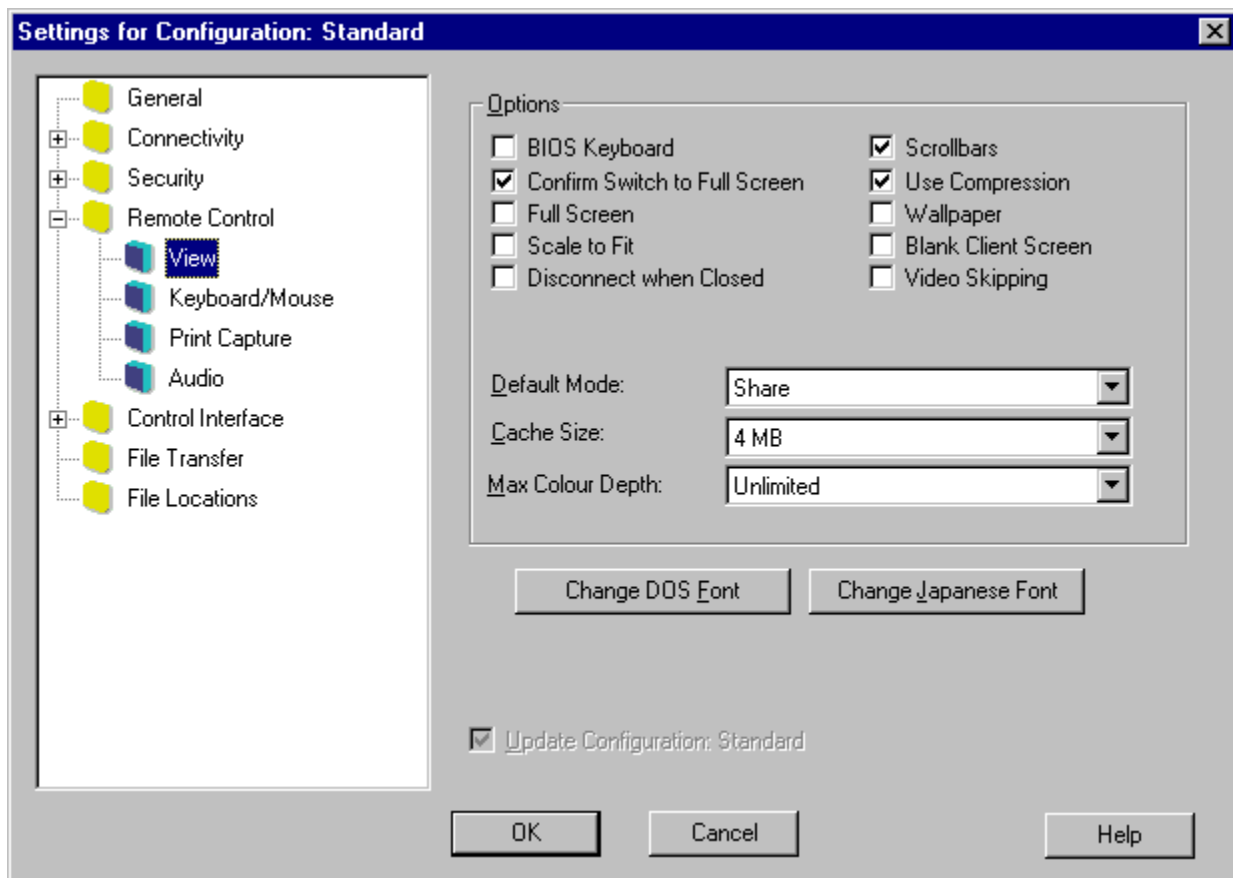 Settings for Configuration: Standard
General
Connectivity
Security
Remote Control
View
Keyboard/Mouse
Print Capture
Audio
Control Interface
File Transfer
File Locations
Options
BIOS Keyboard
Confirm Switch to Full Screen
Full Screen
Scale to Fit
Disconnect when Closed
Scrollbars
Use Compression
Wallpaper
Blank Client Screen
Video Skipping
Default Mode: Share
Cache Size: 4 MB
Max Colour Depth: Unlimited
Change DOS Font Change Japanese Font
Update Configuration: Standard
OK Cancel Help